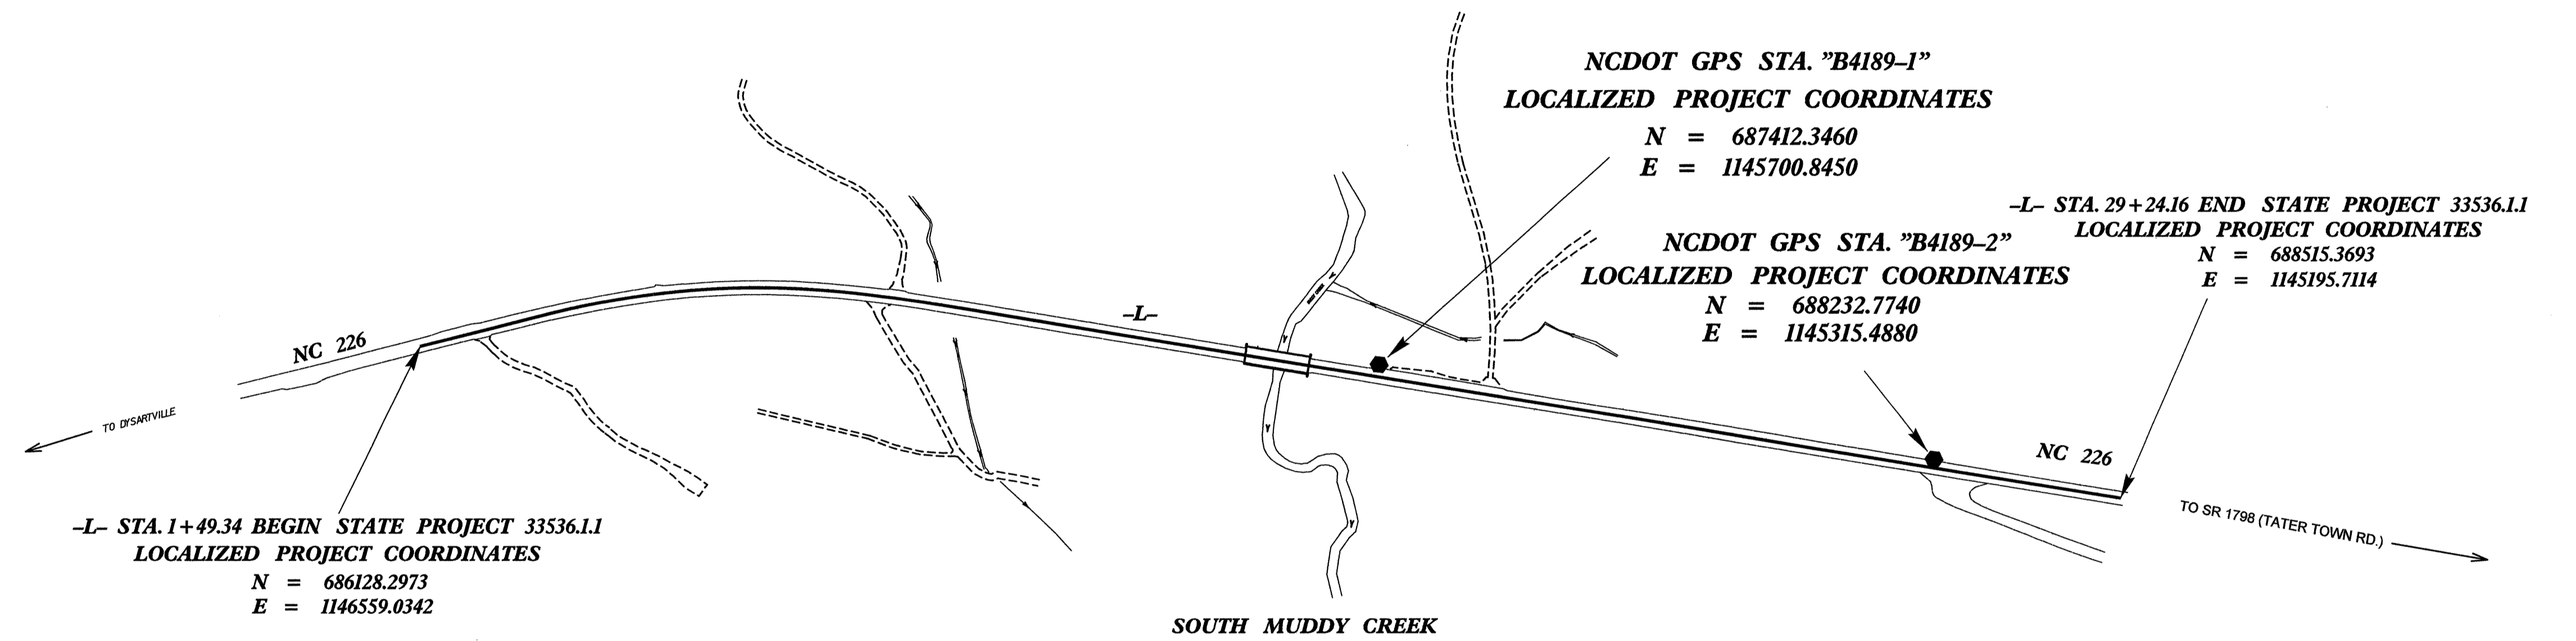 NCDOT GPS STA. "B4189–1"
LOCALIZED PROJECT COORDINATES
N = 687412.3460
E = 1145700.8450
–L– STA. 29+24.16 END STATE PROJECT 33536.1.1
LOCALIZED PROJECT COORDINATES
N = 688515.3693
E = 1145195.7114
NCDOT GPS STA. "B4189–2"
LOCALIZED PROJECT COORDINATES
N = 688232.7740
E = 1145315.4880
–L–
NC 226
TO DYSARTVILLE
NC 226
TO SR 1798 (TATER TOWN RD.)
–L– STA. 1+49.34 BEGIN STATE PROJECT 33536.1.1
LOCALIZED PROJECT COORDINATES
N = 686128.2973
E = 1146559.0342
SOUTH MUDDY CREEK